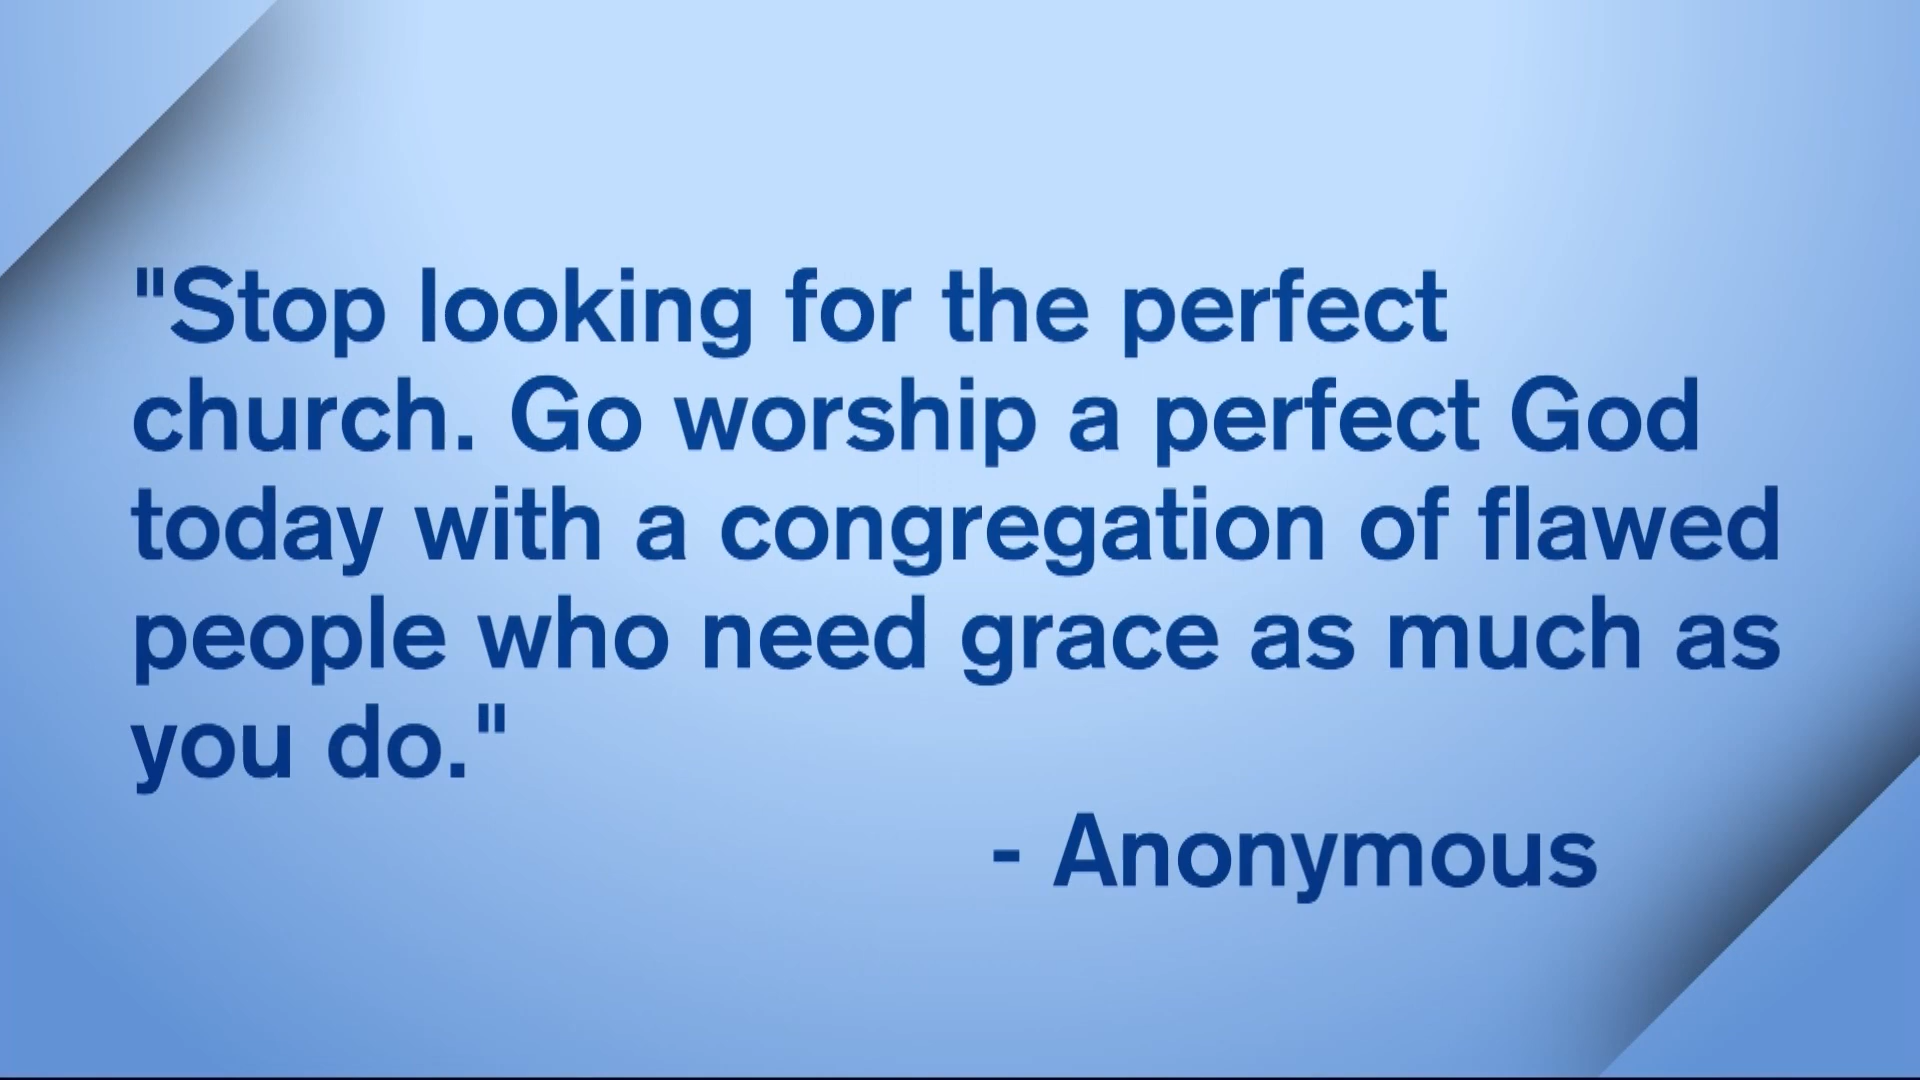 "Stop looking for the perfect
church. Go worship a perfect God
today with a congregation of flawed
people who need grace as much as
you do."
- Anonymous